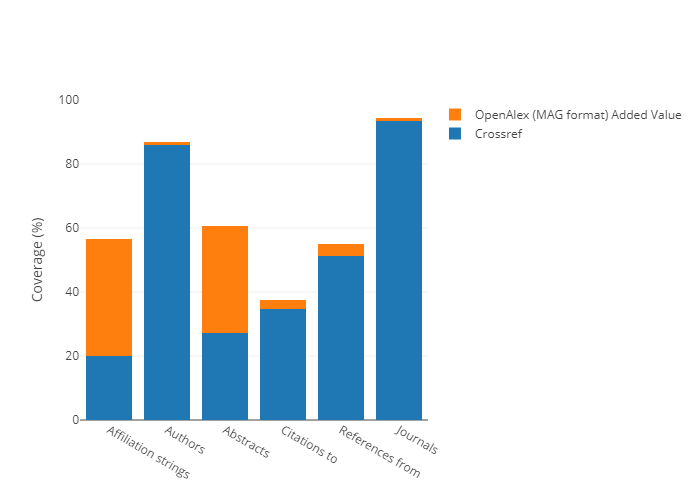 100
80
60
40
20
0
Coverage (%)
Affiliation strings
Authors
Abstracts
Citations to
References from
Journals
OpenAlex (MAG format) Added Value
Crossref